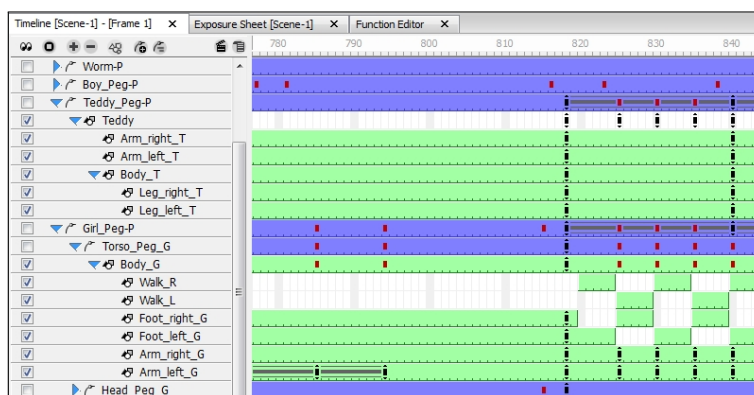 Timeline [Scene-1] - [Frame 1] X Exposure Sheet [Scene-1] X Function Editor X
780 790 800 810 820 830 840
Worm-P
Boy_Peg-P
Teddy_Peg-P
Teddy
Arm_right_T
Arm_left_T
Body_T
Leg_right_T
Leg_left_T
Girl_Peg-P
Torso_Peg_G
Body_G
Walk_R
Walk_L
Foot_right_G
Foot_left_G
Arm_right_G
Arm_left_G
Head_Peg_G